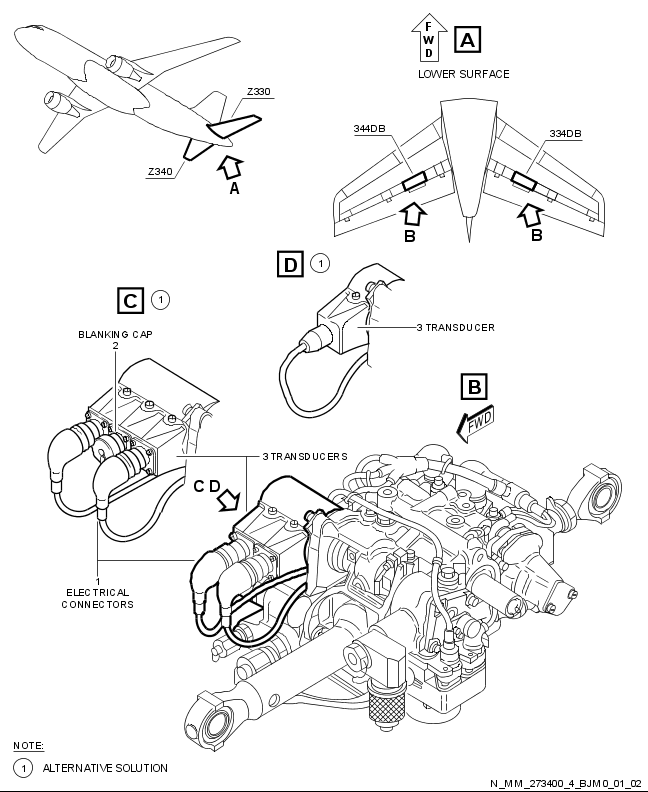 F
W
D
A
LOWER SURFACE
Z330
Z340
A
344DB
334DB
B
B
D 1
C 1
BLANKING CAP
2
3 TRANSDUCER
B
FWD
3 TRANSDUCERS
C D
1
ELECTRICAL
CONNECTORS
NOTE:
1 ALTERNATIVE SOLUTION
N_MM_273400_4_BJM0_01_02